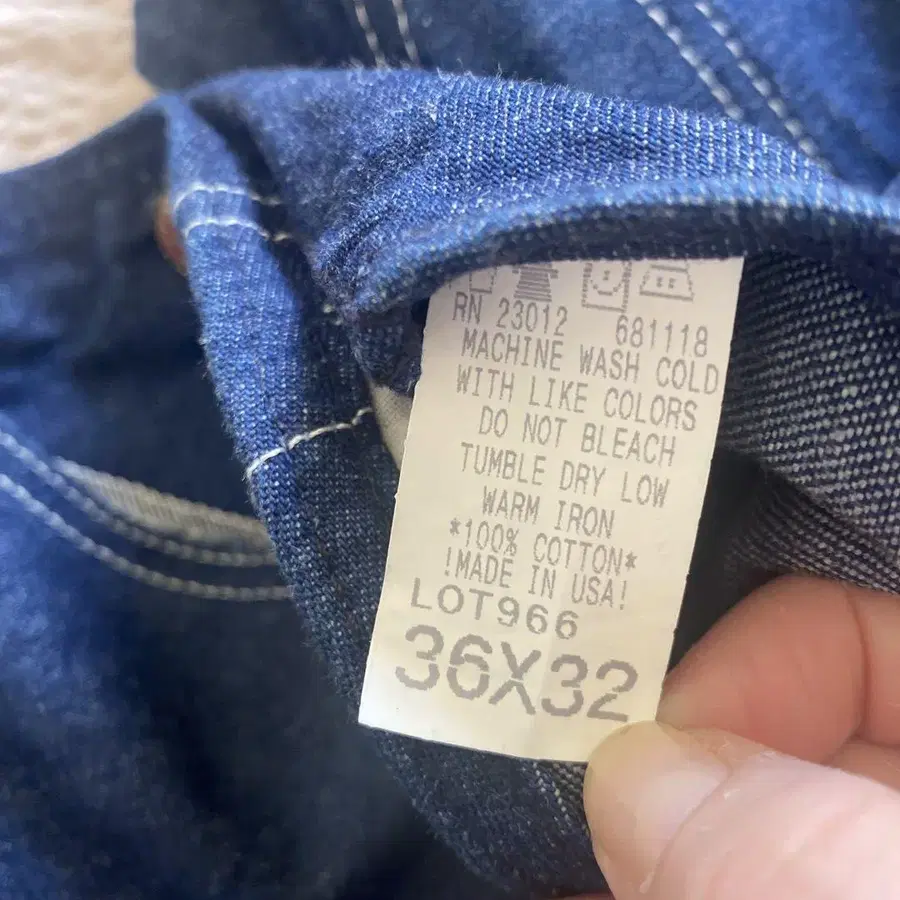 RN 23012 681118
MACHINE WASH COLD
WITH LIKE COLORS
DO NOT BLEACH
TUMBLE DRY LOW
WARM IRON
*100% COTTON*
!MADE IN USA!
LOT966
36X32